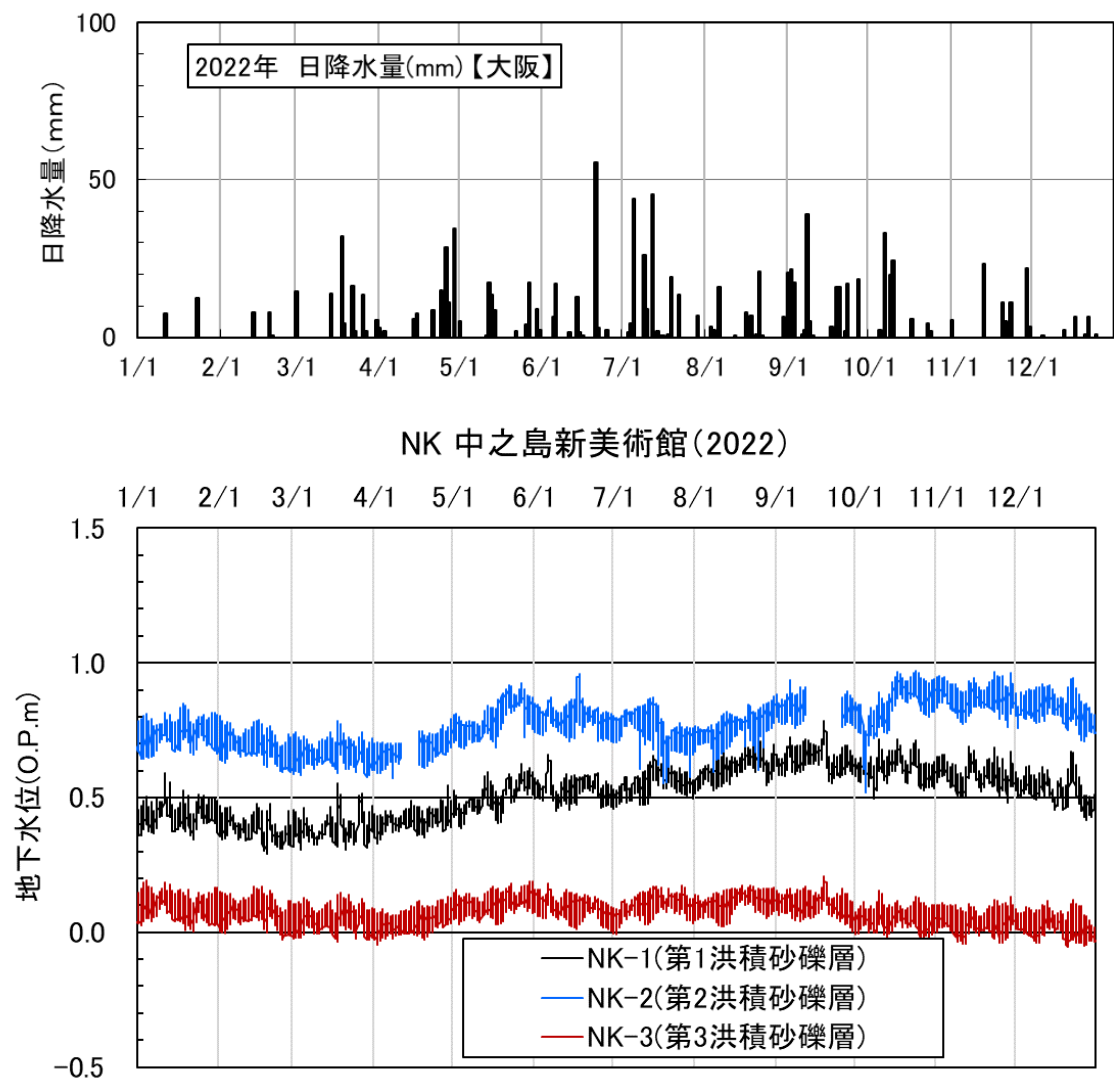 100
50
0
日降水量(mm)
2022年 日降水量(mm)【大阪】
1/1 2/1 3/1 4/1 5/1 6/1 7/1 8/1 9/1 10/1 11/1 12/1
NK 中之島新美術館(2022)
1/1 2/1 3/1 4/1 5/1 6/1 7/1 8/1 9/1 10/1 11/1 12/1
1.5
1.0
0.5
0.0
-0.5
地下水位(O.P.m)
NK-1(第1洪積砂礫層)
NK-2(第2洪積砂礫層)
NK-3(第3洪積砂礫層)